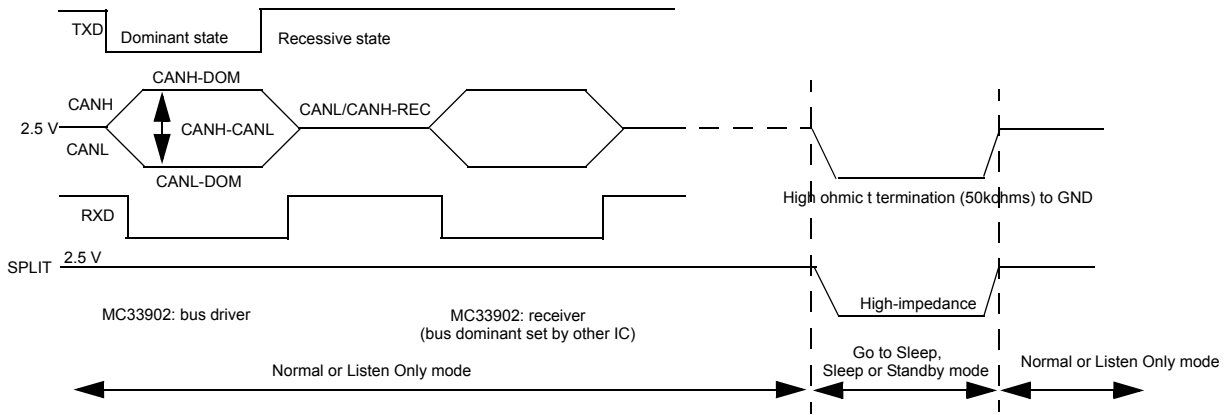 TXD
Dominant state
Recessive state
CANH-DOM
CANH
CANL/CANH-REC
2.5 V
CANH-CANL
CANL
CANL-DOM
High ohmic t termination (50kohms) to GND
RXD
2.5 V
SPLIT
High-impedance
MC33902: bus driver
MC33902: receiver
(bus dominant set by other IC)
Go to Sleep,
Sleep or Standby mode
Normal or Listen Only mode
Normal or Listen Only mode